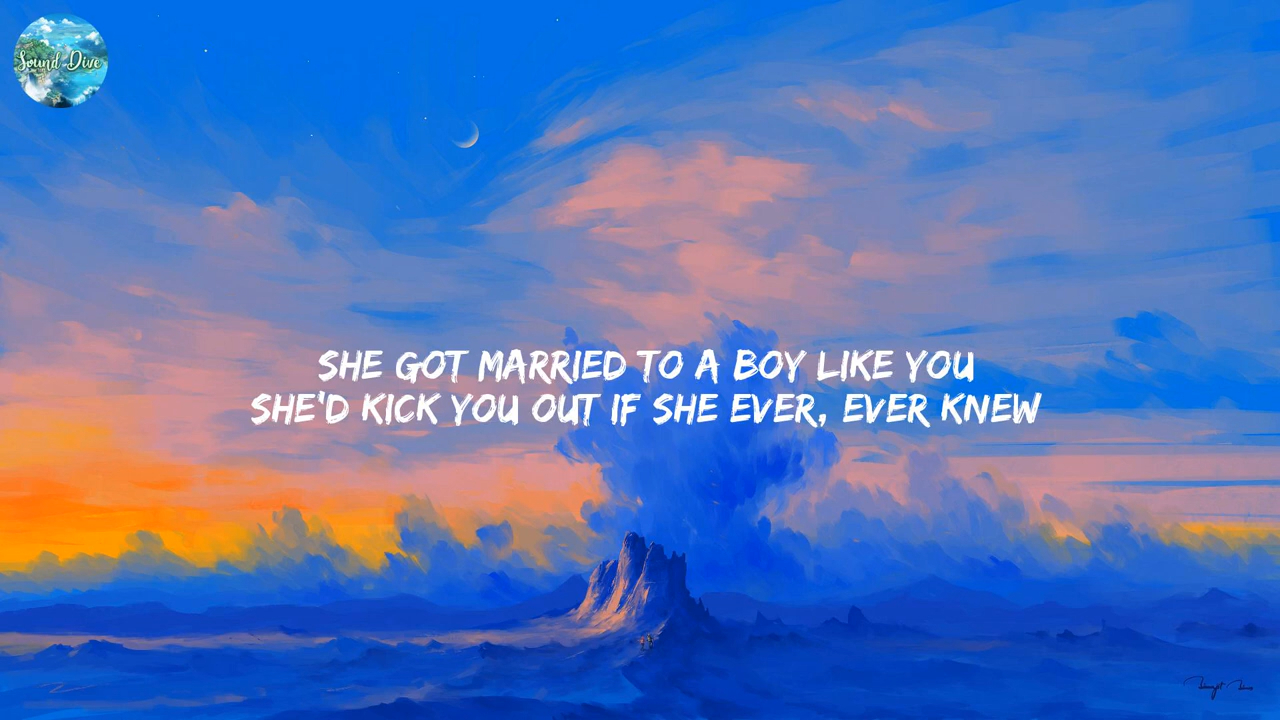 Sound Dive
SHE GOT MARRIED TO A BOY LIKE YOU
SHE'D KICK YOU OUT IF SHE EVER, EVER KNEW